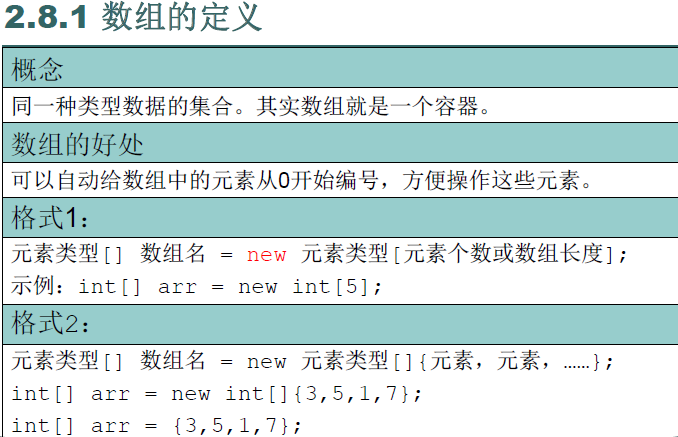 2.8.1 数组的定义
概念
同一种类型数据的集合。其实数组就是一个容器。
数组的好处
可以自动给数组中的元素从0开始编号，方便操作这些元素。
格式1：
元素类型[] 数组名 = new 元素类型[元素个数或数组长度];
示例：int[] arr = new int[5];
格式2：
元素类型[] 数组名 = new 元素类型[]{元素，元素，……};
int[] arr = new int[]{3,5,1,7};
int[] arr = {3,5,1,7};